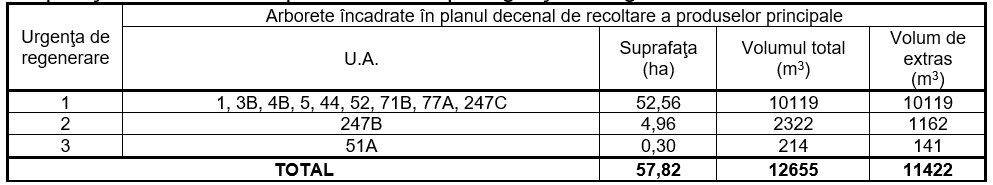 Urgenţa de regenerare
Arborete încadrate în planul decenal de recoltare a produselor principale
U.A.
Suprafaţa (ha)
Volumul total (m³)
Volum de extras (m³)
1 1, 3B, 4B, 5, 44, 52, 71B, 77A, 247C 52,56 10119 10119
2 247B 4,96 2322 1162
3 51A 0,30 214 141
TOTAL 57,82 12655 11422